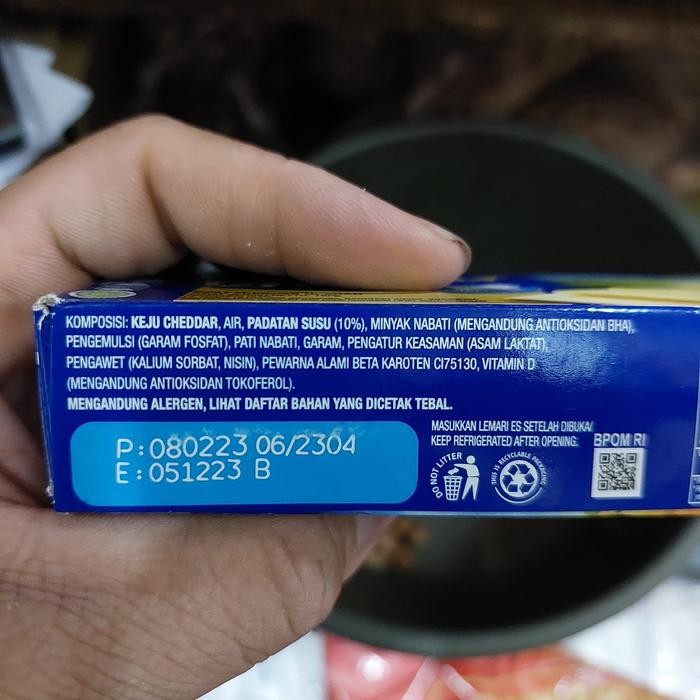 KOMPOSISI: KEJU CHEDDAR, AIR, PADATAN SUSU (10%), MINYAK NABATI (MENGANDUNG ANTIOKSIDAN BHA),
PENGEMULSI (GARAM FOSFAT), PATI NABATI, GARAM, PENGATUR KEASAMAN (ASAM LAKTAT),
PENGAWET (KALIUM SORBAT, NISIN), PEWARNA ALAMI BETA KAROTEN CI75130, VITAMIN D
(MENGANDUNG ANTIOKSIDAN TOKOFEROL).
MENGANDUNG ALERGEN, LIHAT DAFTAR BAHAN YANG DICETAK TEBAL.
P:080223 06/2304
E:051223 B
MASUKKAN LEMARI ES SETELAH DIBUKA/
KEEP REFRIGERATED AFTER OPENING.
DO NOT LITTER
THIS IS RECYCLABLE PACKAGING
BPOM RI